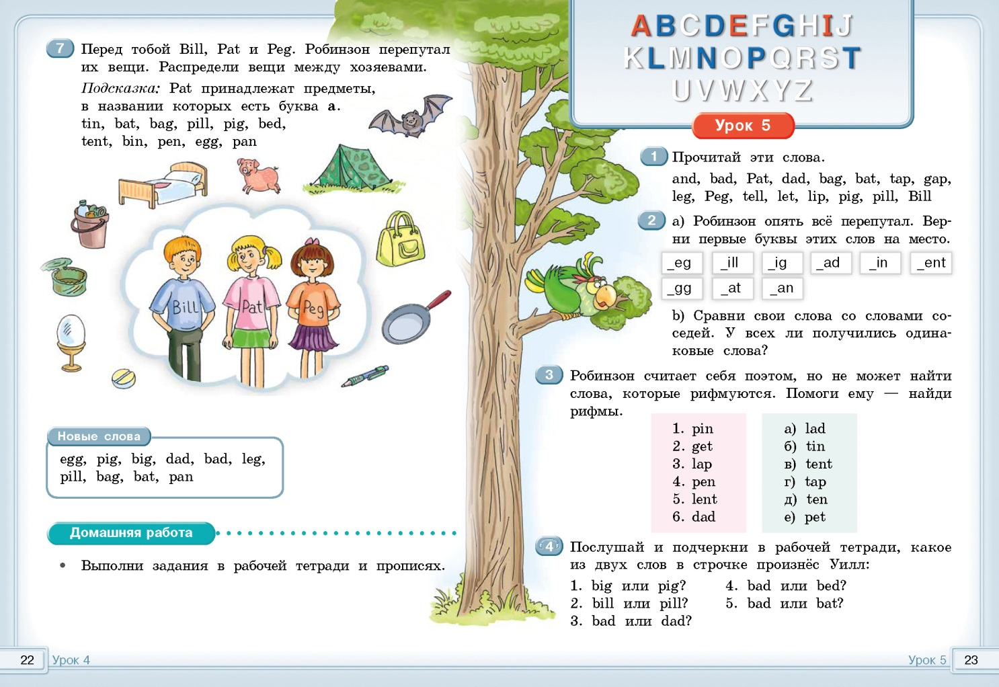 7 Перед тобой Bill, Pat и Peg. Робинзон перепутал
их вещи. Распредели вещи между хозяевами.
Подсказка: Pat принадлежат предметы,
в названии которых есть буква a.
tin, bat, bag, pill, pig, bed,
tent, bin, pen, egg, pan
Bill
Pat
Peg
Новые слова
egg, pig, big, dad, bad, leg,
pill, bag, bat, pan
Домашняя работа
• Выполни задания в рабочей тетради и прописях.
22 Урок 4
ABCDEFGHIJ
KLMNOPQRST
UVWXYZ
Урок 5
1 Прочитай эти слова.
and, bad, Pat, dad, bag, bat, tap, gap,
leg, Peg, tell, let, lip, pig, pill, Bill
2 a) Робинзон опять всё перепутал. Вер-
ни первые буквы этих слов на место.
_eg _ill _ig _ad _in _ent
_gg _at _an
b) Сравни свои слова со словами со-
седей. У всех ли получились одина-
ковые слова?
3 Робинзон считает себя поэтом, но не может найти
слова, которые рифмуются. Помоги ему — найди
рифмы.
1. pin
2. get
3. lap
4. pen
5. lent
6. dad
а) lad
б) tin
в) tent
г) tap
д) ten
е) pet
4 Послушай и подчеркни в рабочей тетради, какое
из двух слов в строчке произнёс Уилл:
1. big или pig?
2. bill или pill?
3. bad или dad?
4. bad или bed?
5. bad или bat?
Урок 5 23